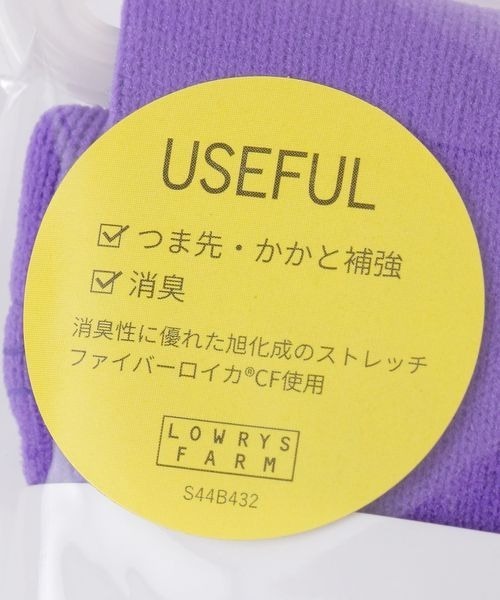 USEFUL
☑ つま先・かかと補強
☑ 消臭
消臭性に優れた旭化成のストレッチ
ファイバーロイカ®CF使用
LOWRYS
FARM
S44B432